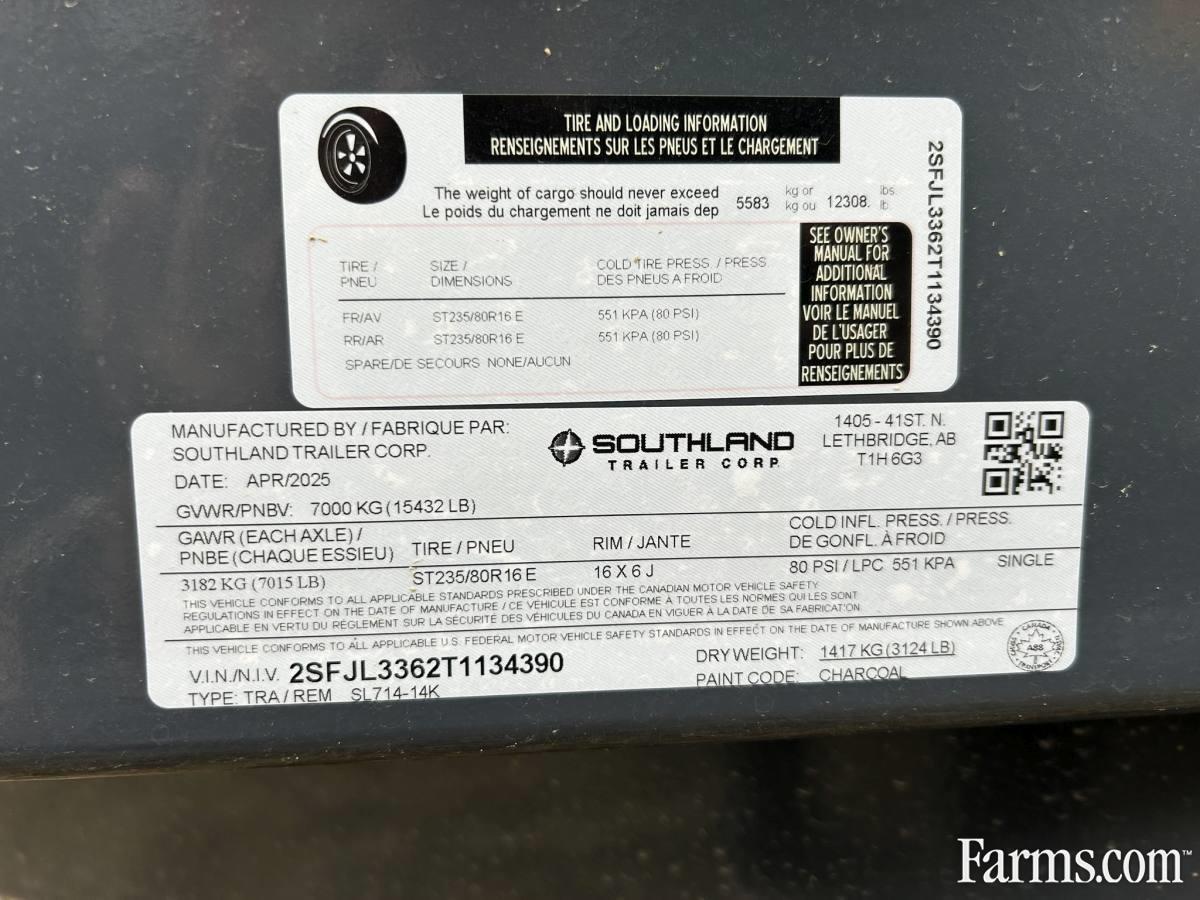 TIRE AND LOADING INFORMATION
RENSEIGNEMENTS SUR LES PNEUS ET LE CHARGEMENT
The weight of cargo should never exceed 5583 kg or 12308. lbs.
Le poids du chargement ne doit jamais dep kg ou lb.
2SFJL3362T1134390
TIRE / SIZE / COLD TIRE PRESS. / PRESS
PNEU DIMENSIONS DES PNEUS A FROID
FR/AV ST235/80R16 E 551 KPA (80 PSI)
RR/AR ST235/80R16 E 551 KPA (80 PSI)
SPARE/DE SECOURS NONE/AUCUN
SEE OWNER'S
MANUAL FOR
ADDITIONAL
INFORMATION
VOIR LE MANUEL
DE L'USAGER
POUR PLUS DE
RENSEIGNEMENTS
MANUFACTURED BY / FABRIQUE PAR:
SOUTHLAND TRAILER CORP.
DATE: APR/2025
SOUTHLAND
TRAILER CORP.
1405 - 41ST. N.
LETHBRIDGE, AB
T1H 6G3
GVWR/PNBV: 7000 KG (15432 LB)
GAWR (EACH AXLE) /
PNBE (CHAQUE ESSIEU)
TIRE / PNEU
RIM / JANTE
COLD INFL. PRESS. / PRESS.
DE GONFL. À FROID
3182 KG (7015 LB) ST235/80R16 E 16 X 6 J 80 PSI / LPC 551 KPA SINGLE
THIS VEHICLE CONFORMS TO ALL APPLICABLE STANDARDS PRESCRIBED UNDER THE CANADIAN MOTOR VEHICLE SAFETY
REGULATIONS IN EFFECT ON THE DATE OF MANUFACTURE / CE VÉHICULE EST CONFORME À TOUTES LES NORMES QUI LES SONT
APPLICABLE EN VERTU DU RÉGLEMENT SUR LA SÉCURITÉ DES VÉHICULES DU CANADA EN VIGUER À LA DATE DE SA FABRICATION
THIS VEHICLE CONFORMS TO ALL APPLICABLE U.S. FEDERAL MOTOR VEHICLE SAFETY STANDARDS IN EFFECT ON THE DATE OF MANUFACTURE SHOWN ABOVE
V.I.N./N.I.V. 2SFJL3362T1134390
TYPE: TRA / REM SL714-14K
DRY WEIGHT: 1417 KG (3124 LB)
PAINT CODE: CHARCOAL
CANADA
A88
TRANSPORT
Farms.com™